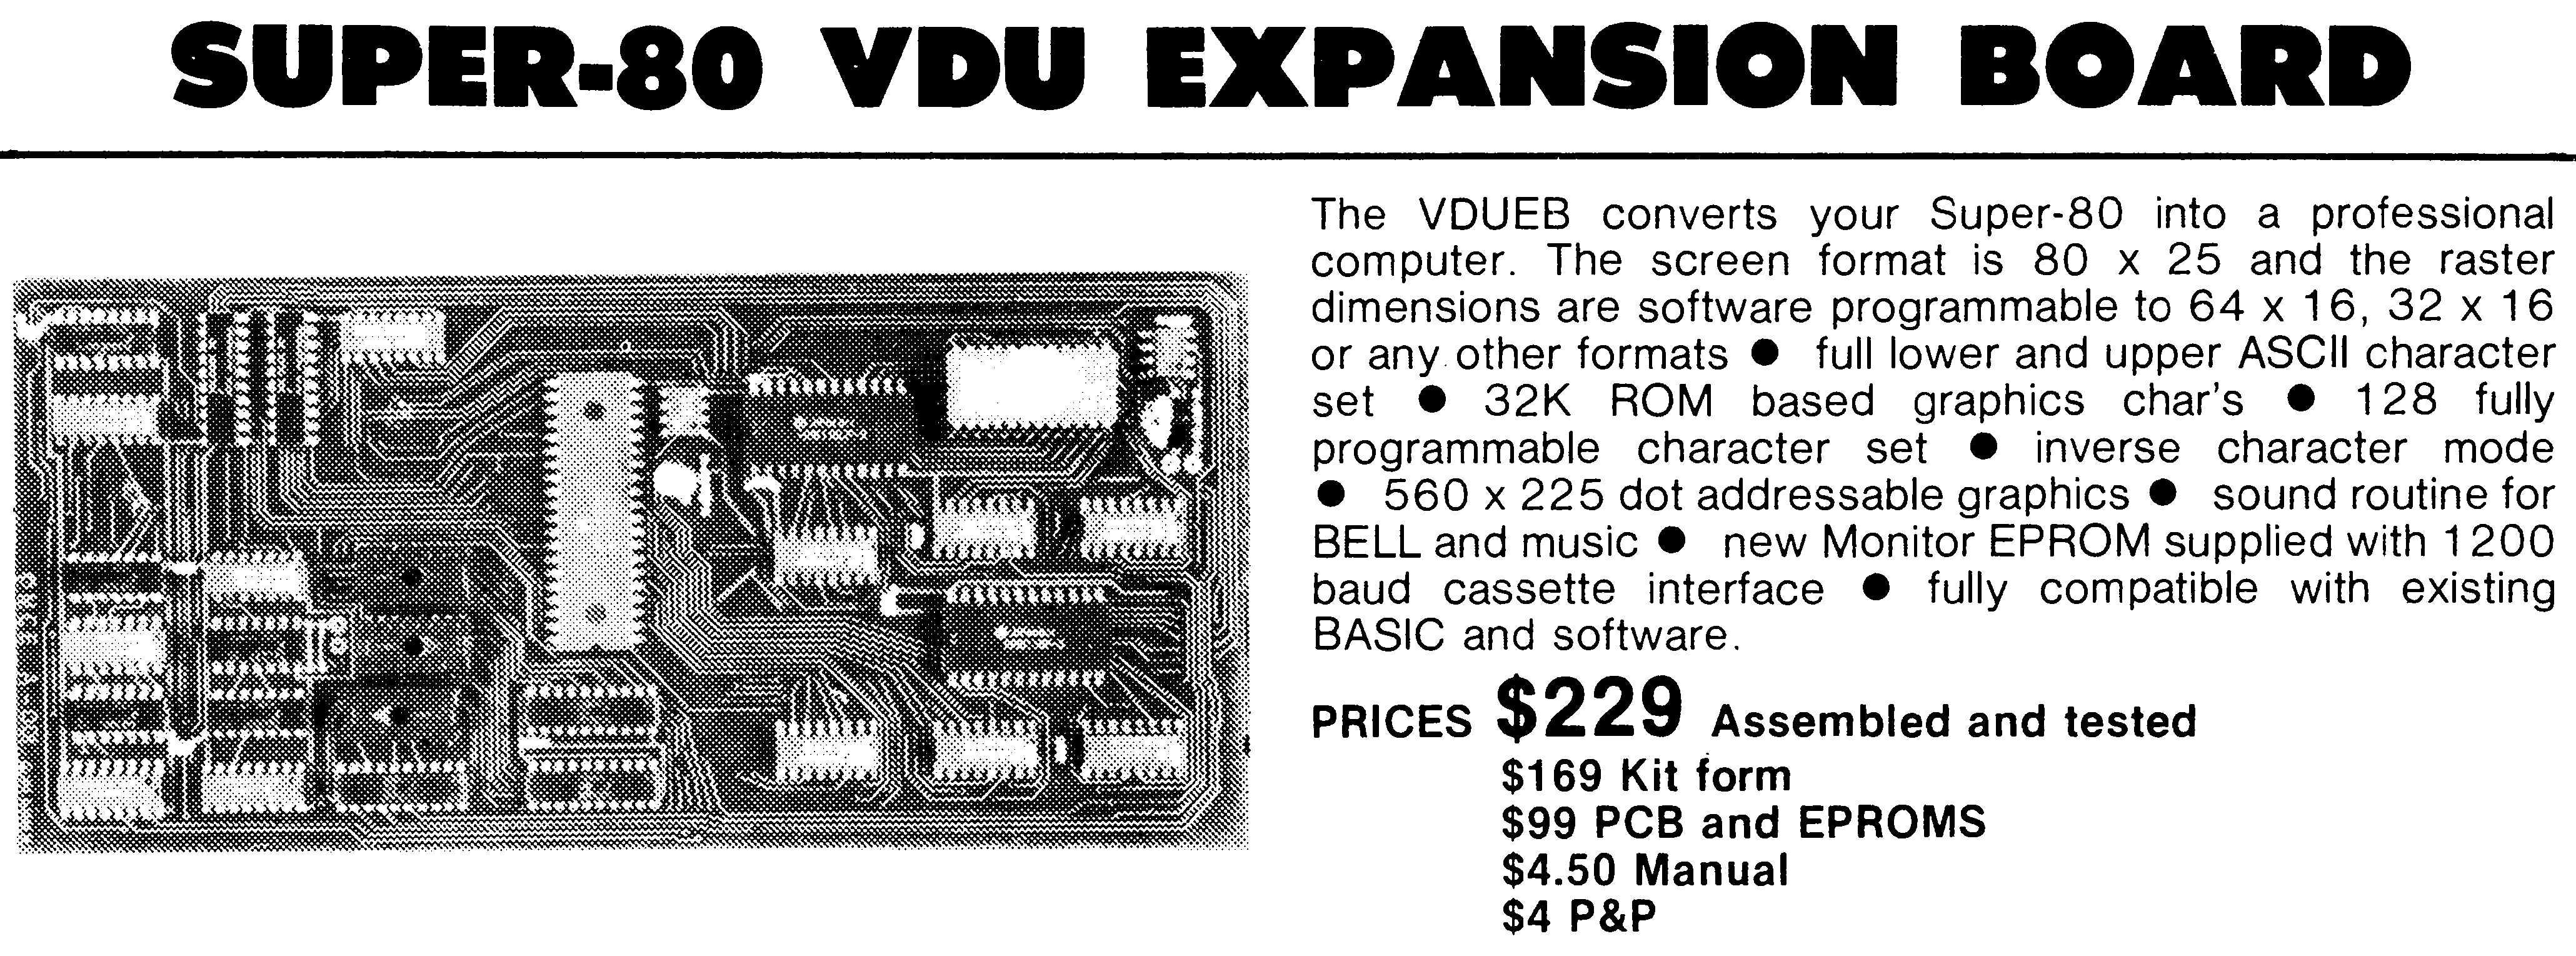 SUPER-80 VDU EXPANSION BOARD
The VDUEB converts your Super-80 into a professional
computer. The screen format is 80 x 25 and the raster
dimensions are software programmable to 64 x 16, 32 x 16
or any other formats ● full lower and upper ASCII character
set ● 32K ROM based graphics char's ● 128 fully
programmable character set ● inverse character mode
● 560 x 225 dot addressable graphics ● sound routine for
BELL and music ● new Monitor EPROM supplied with 1200
baud cassette interface ● fully compatible with existing
BASIC and software.
PRICES $229 Assembled and tested
$169 Kit form
$99 PCB and EPROMS
$4.50 Manual
$4 P&P